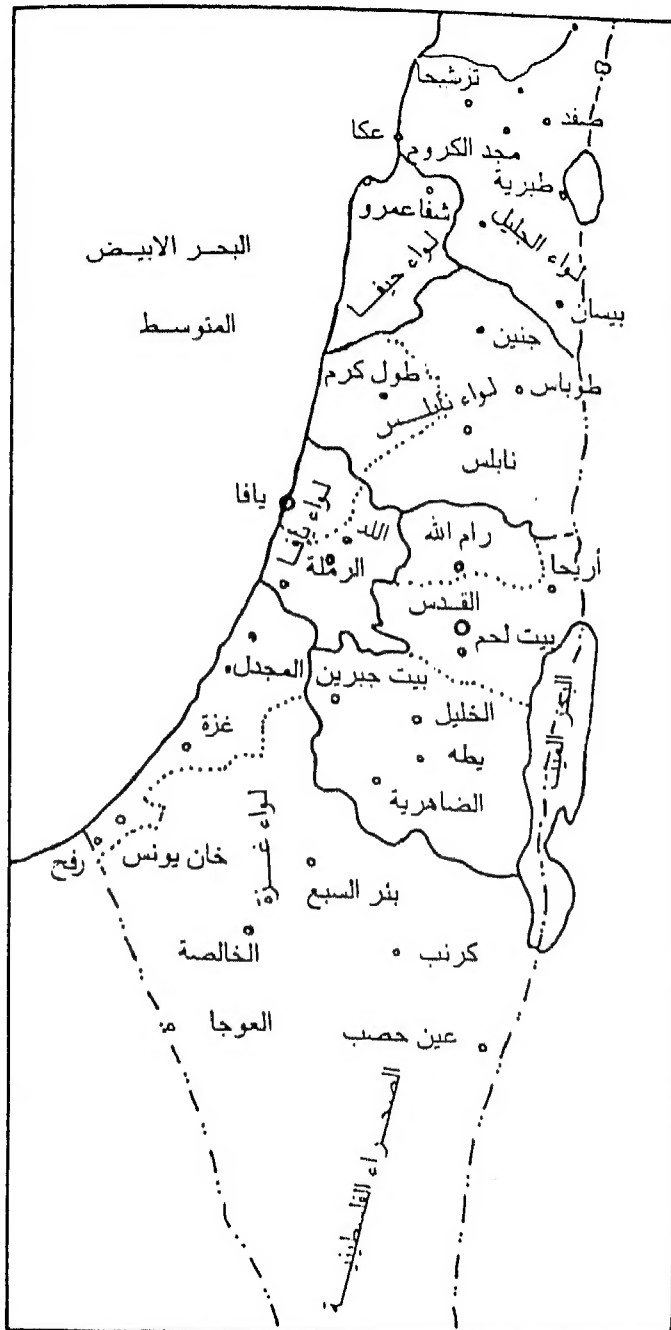 ترشيحا
صفد
عكا
مجد الكروم
طبرية
شفا عمرو
لواء الجليل
البحر الابيض
المتوسط
لواء حيفا
بيسان
جنين
طول كرم
طوباس
لواء نابلس
نابلس
يافا
لواء يافا
اللد
رام الله
الرملة
أريحا
القدس
بيت لحم
المجدل
بيت جبرين
البحر الميت
الخليل
غزة
يطه
الضاهرية
لواء غزة
خان يونس
رفح
بئر السبع
الخالصة
كرنب
العوجا
عين حصب
الصحراء الفلسطينية